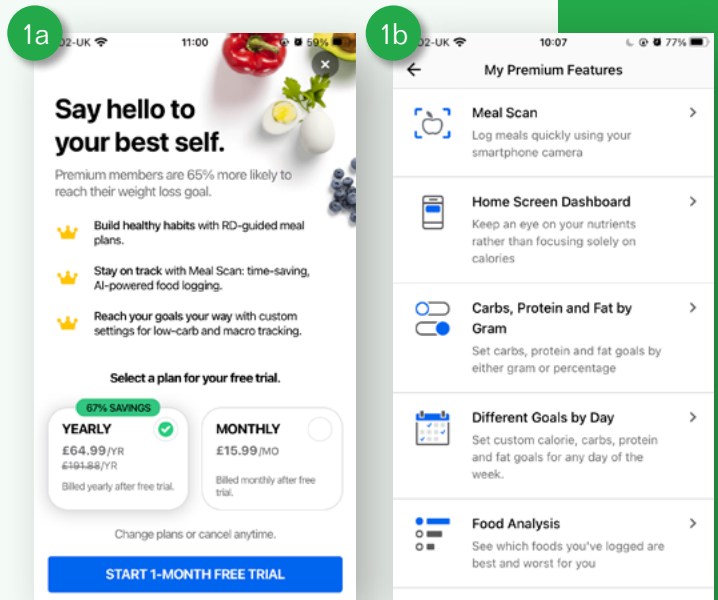 1a
02-UK 11:00 59%
Say hello to
your best self.
Premium members are 65% more likely to
reach their weight loss goal.
Build healthy habits with RD-guided meal
plans.
Stay on track with Meal Scan: time-saving,
AI-powered food logging.
Reach your goals your way with custom
settings for low-carb and macro tracking.
Select a plan for your free trial.
67% SAVINGS
YEARLY
£64.99/YR
£191.88/YR
Billed yearly after free trial.
MONTHLY
£15.99/MO
Billed monthly after free
trial.
Change plans or cancel anytime.
START 1-MONTH FREE TRIAL
1b
02-UK 10:07 77%
My Premium Features
Meal Scan
Log meals quickly using your
smartphone camera
Home Screen Dashboard
Keep an eye on your nutrients
rather than focusing solely on
calories
Carbs, Protein and Fat by
Gram
Set carbs, protein and fat goals by
either gram or percentage
Different Goals by Day
Set custom calorie, carbs, protein
and fat goals for any day of the
week.
Food Analysis
See which foods you've logged are
best and worst for you